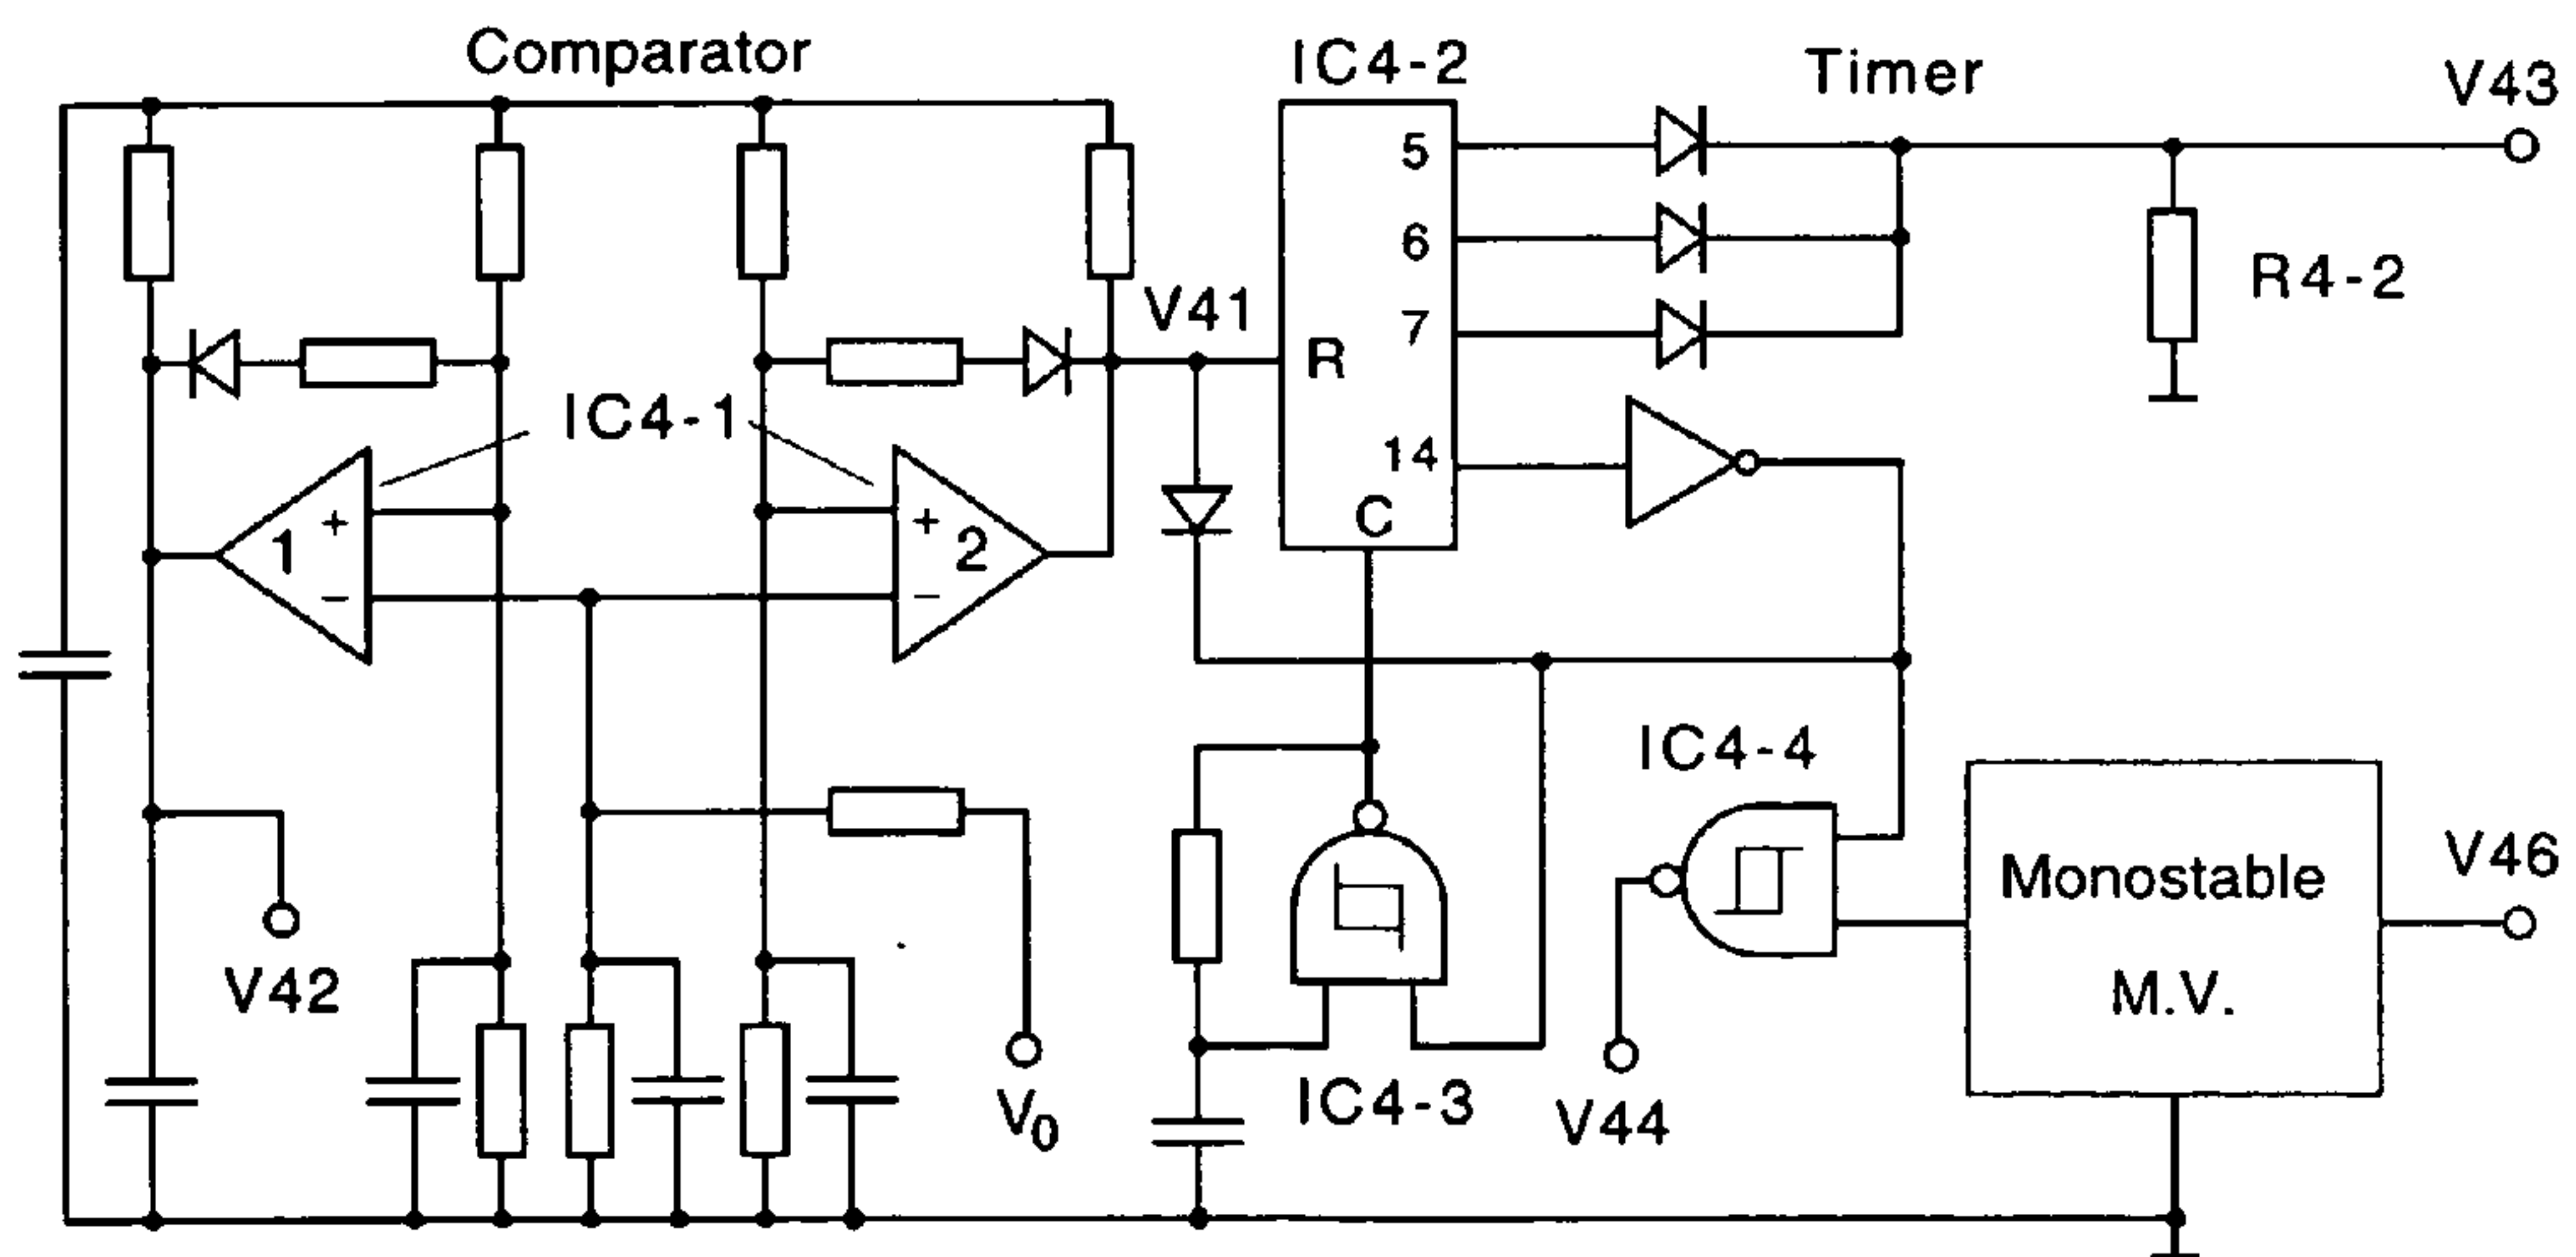 Comparator
IC4-2
Timer
V43
5
6
7
R4-2
V41
R
IC4-1
14
C
+
1
−
+
2
−
IC4-4
Monostable
M.V.
V46
V42
V0
IC4-3
V44